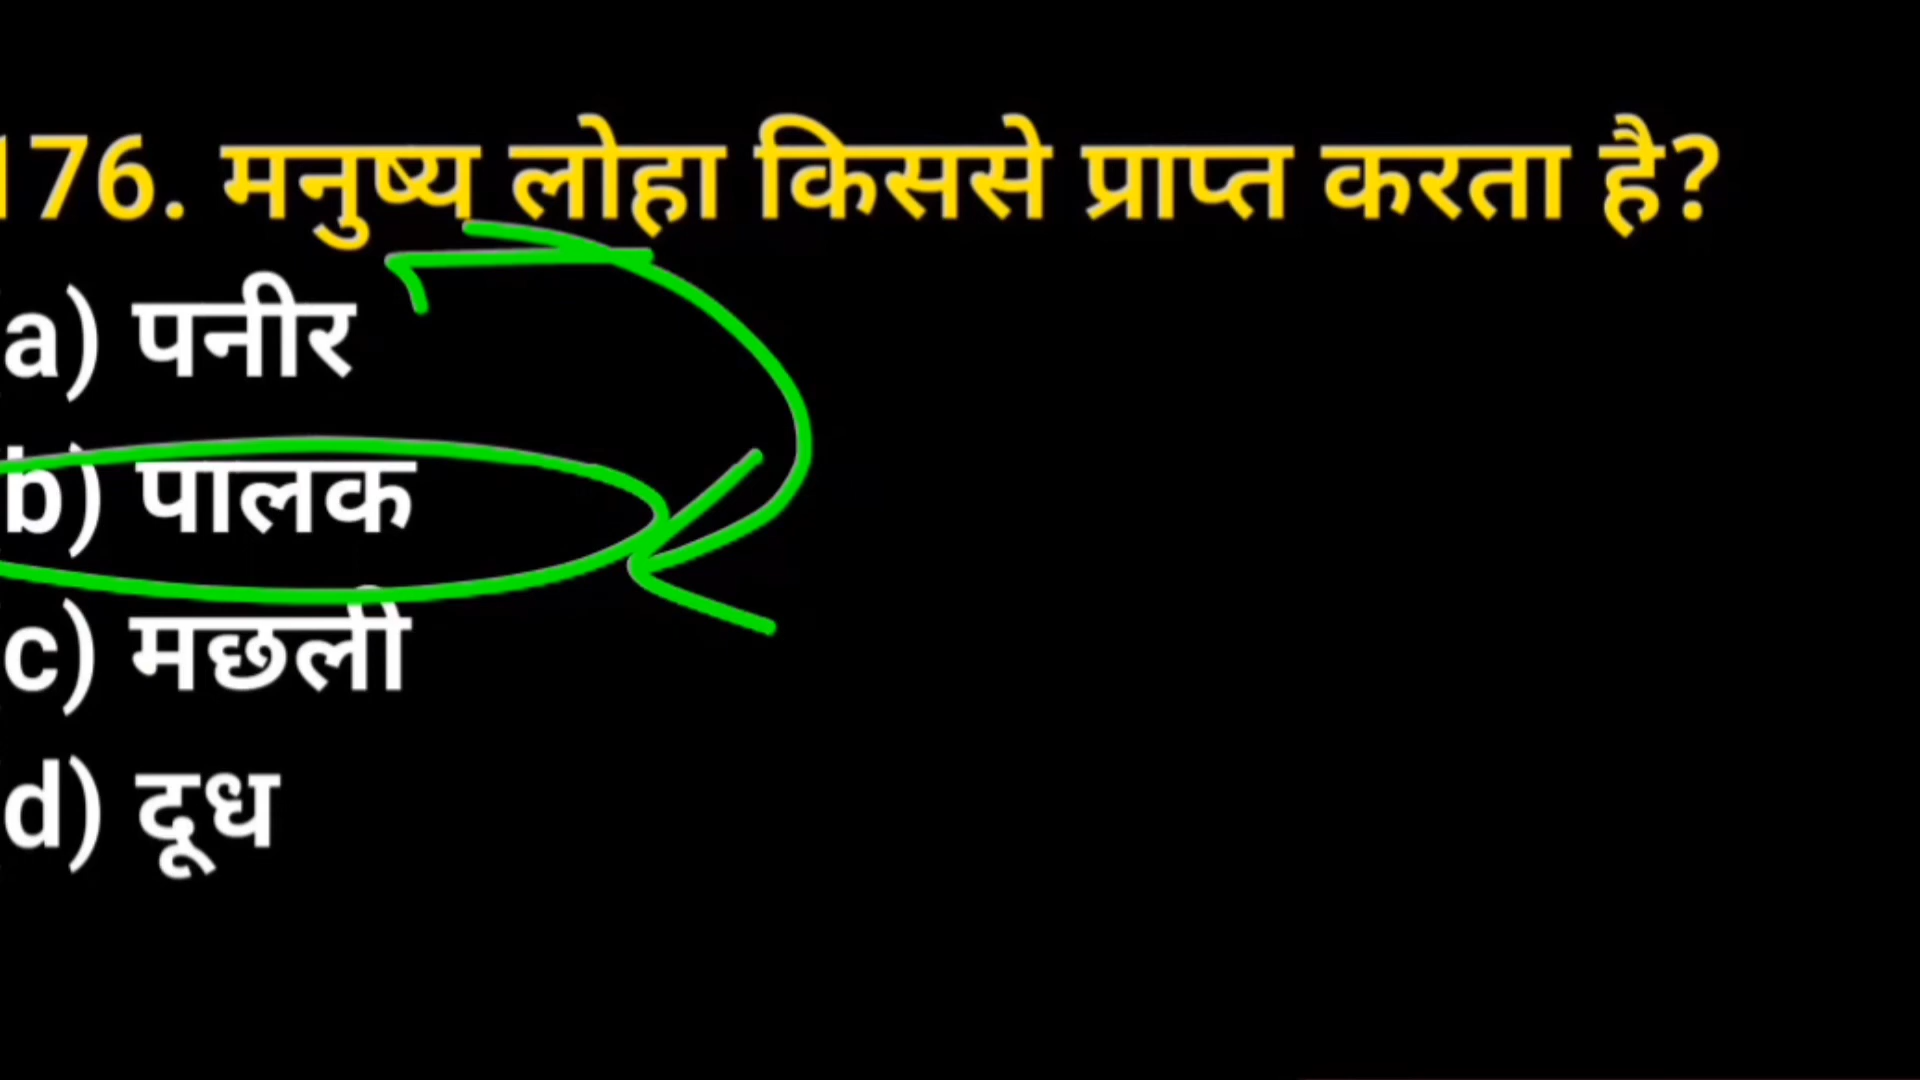 176. मनुष्य लोहा किससे प्राप्त करता है?
a) पनीर
b) पालक
c) मछली
d) दूध